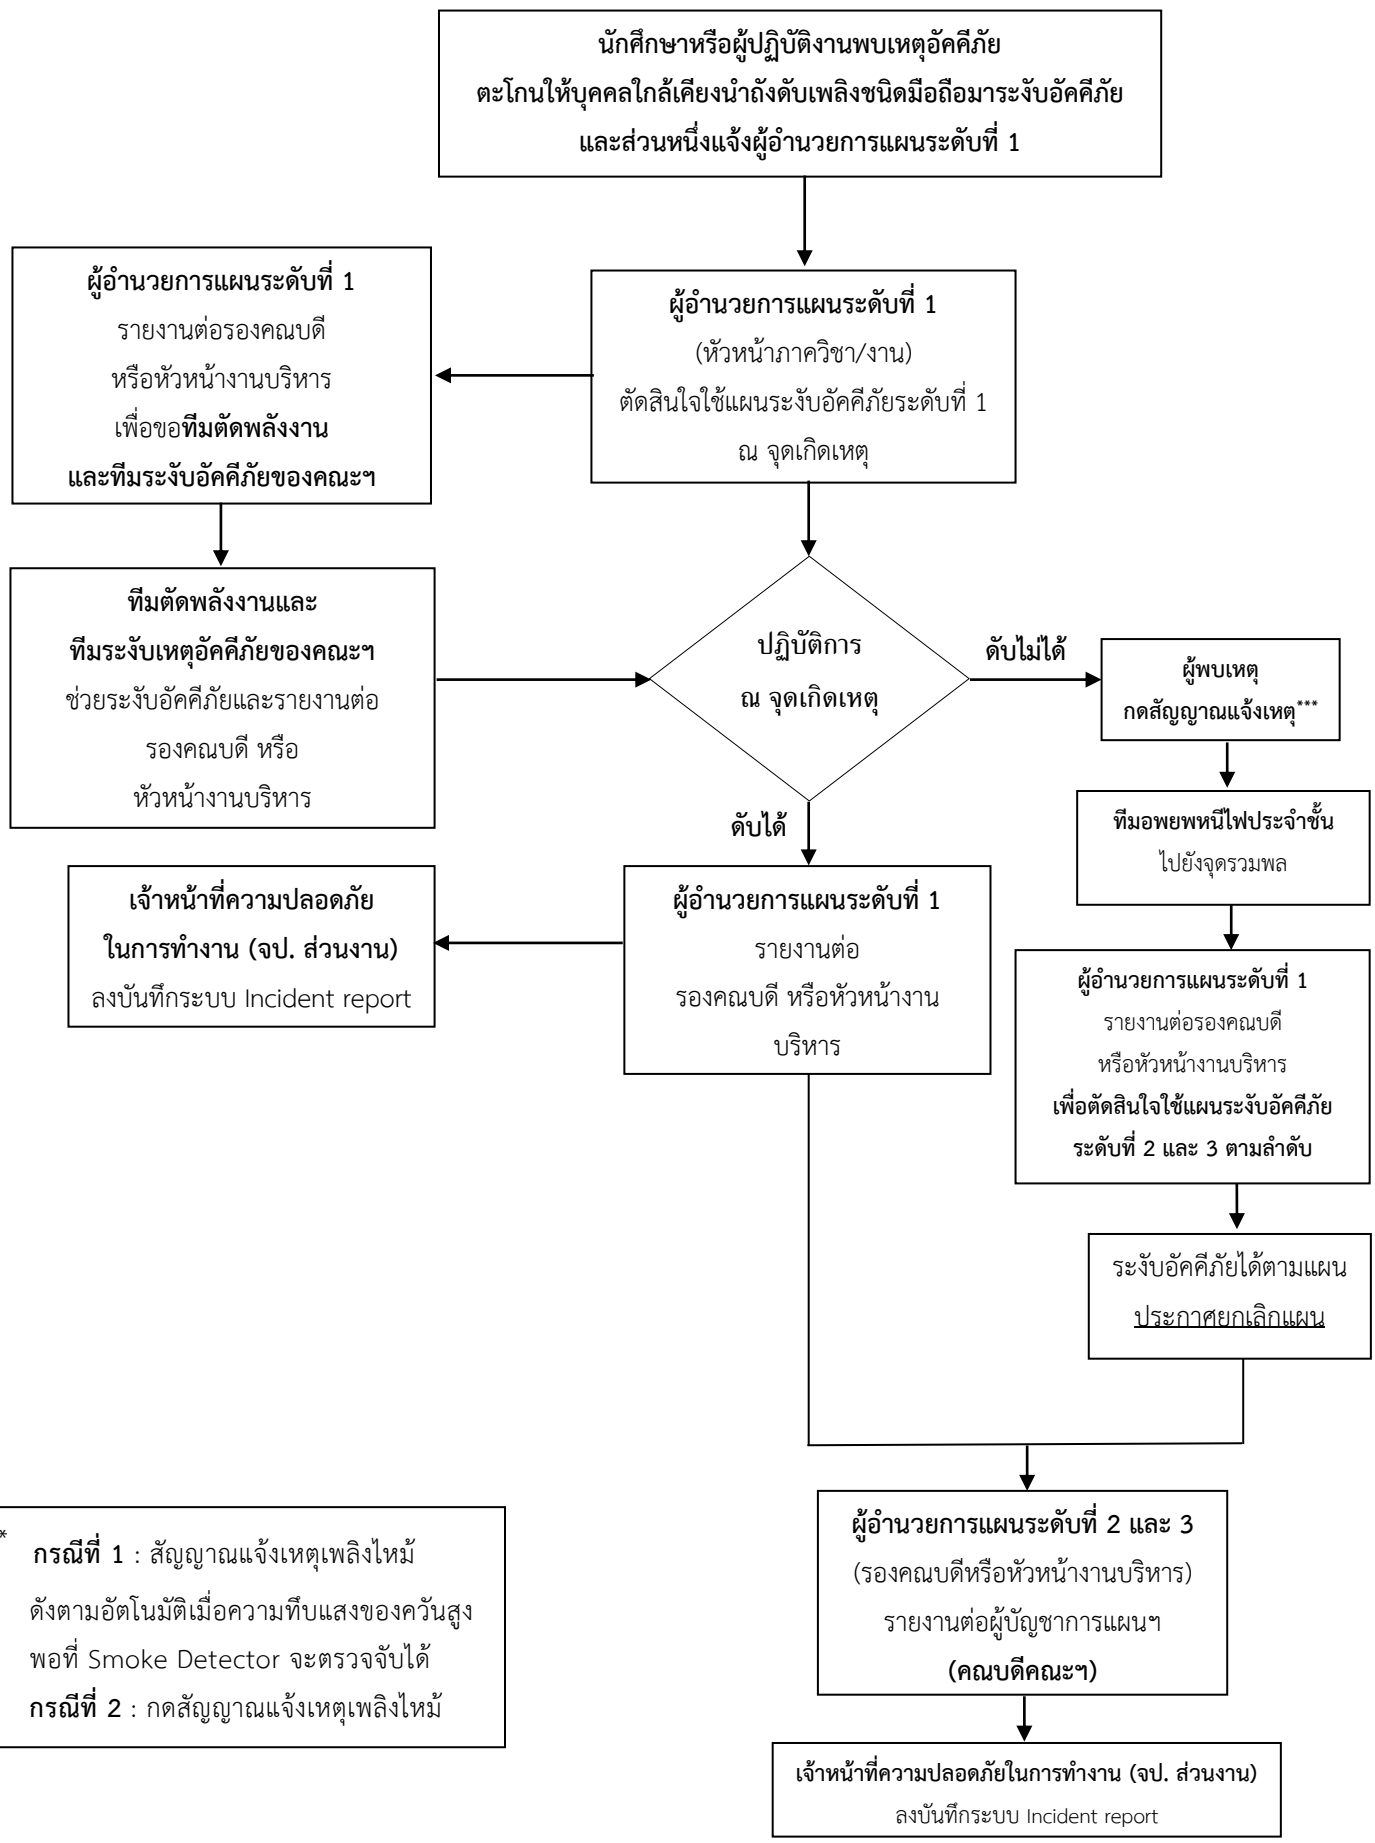 นักศึกษาหรือผู้ปฏิบัติงานพบเหตุอัคคีภัย
ตะโกนให้บุคคลใกล้เคียงนำถังดับเพลิงชนิดมือถือมาระงับอัคคีภัย
และส่วนหนึ่งแจ้งผู้อำนวยการแผนระดับที่ 1
ผู้อำนวยการแผนระดับที่ 1
(หัวหน้าภาควิชา/งาน)
ตัดสินใจใช้แผนระงับอัคคีภัยระดับที่ 1
ณ จุดเกิดเหตุ
ผู้อำนวยการแผนระดับที่ 1
รายงานต่อรองคณบดี
หรือหัวหน้างานบริหาร
เพื่อขอทีมตัดพลังงาน
และทีมระงับอัคคีภัยของคณะฯ
ทีมตัดพลังงานและ
ทีมระงับเหตุอัคคีภัยของคณะฯ
ช่วยระงับอัคคีภัยและรายงานต่อ
รองคณบดี หรือ
หัวหน้างานบริหาร
ปฏิบัติการ
ณ จุดเกิดเหตุ
ดับไม่ได้
ผู้พบเหตุ
กดสัญญาณแจ้งเหตุ***
ทีมอพยพหนีไฟประจำชั้น
ไปยังจุดรวมพล
ดับได้
ผู้อำนวยการแผนระดับที่ 1
รายงานต่อ
รองคณบดี หรือหัวหน้างาน
บริหาร
เจ้าหน้าที่ความปลอดภัย
ในการทำงาน (จป. ส่วนงาน)
ลงบันทึกระบบ Incident report
ผู้อำนวยการแผนระดับที่ 1
รายงานต่อรองคณบดี
หรือหัวหน้างานบริหาร
เพื่อตัดสินใจใช้แผนระงับอัคคีภัย
ระดับที่ 2 และ 3 ตามลำดับ
ระงับอัคคีภัยได้ตามแผน
ประกาศยกเลิกแผน
ผู้อำนวยการแผนระดับที่ 2 และ 3
(รองคณบดีหรือหัวหน้างานบริหาร)
รายงานต่อผู้บัญชาการแผนฯ
(คณบดีคณะฯ)
เจ้าหน้าที่ความปลอดภัยในการทำงาน (จป. ส่วนงาน)
ลงบันทึกระบบ Incident report
* กรณีที่ 1 : สัญญาณแจ้งเหตุเพลิงไหม้
ดังตามอัตโนมัติเมื่อความทึบแสงของควันสูง
พอที่ Smoke Detector จะตรวจจับได้
กรณีที่ 2 : กดสัญญาณแจ้งเหตุเพลิงไหม้